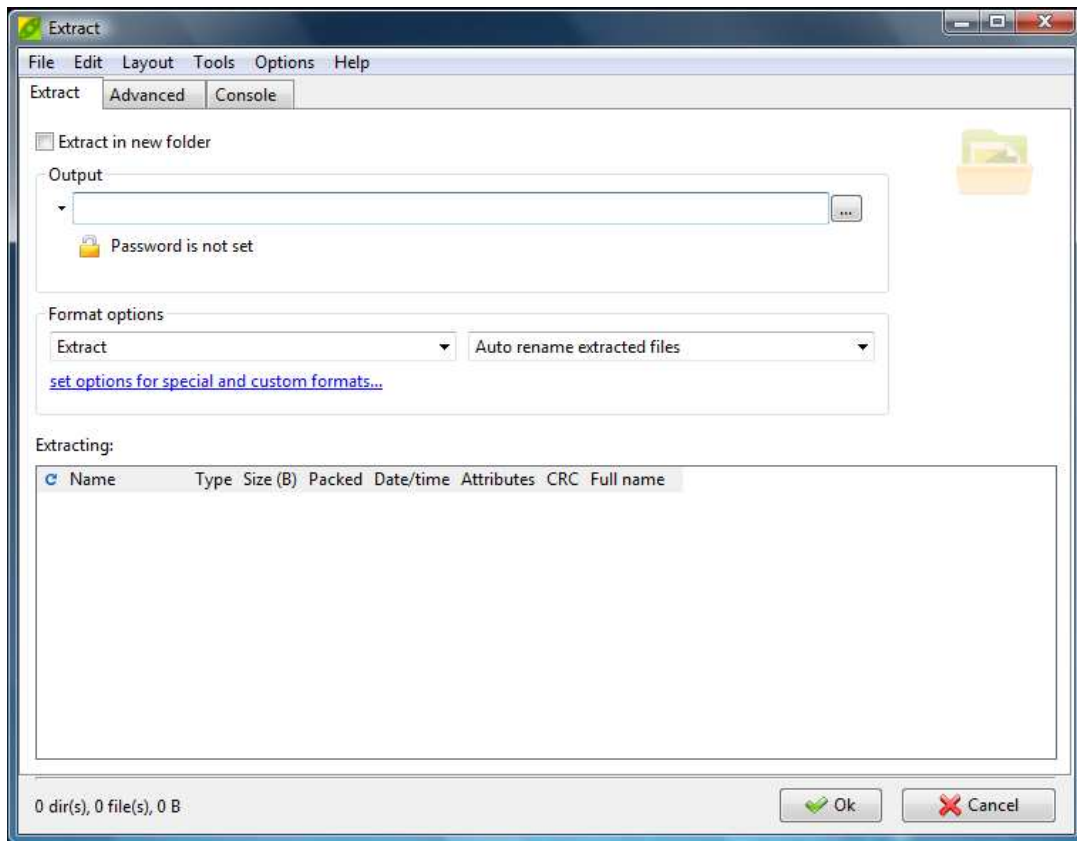 Extract
File Edit Layout Tools Options Help
Extract Advanced Console
Extract in new folder
Output
...
Password is not set
Format options
Extract Auto rename extracted files
set options for special and custom formats...
Extracting:
Name Type Size (B) Packed Date/time Attributes CRC Full name
0 dir(s), 0 file(s), 0 B Ok Cancel